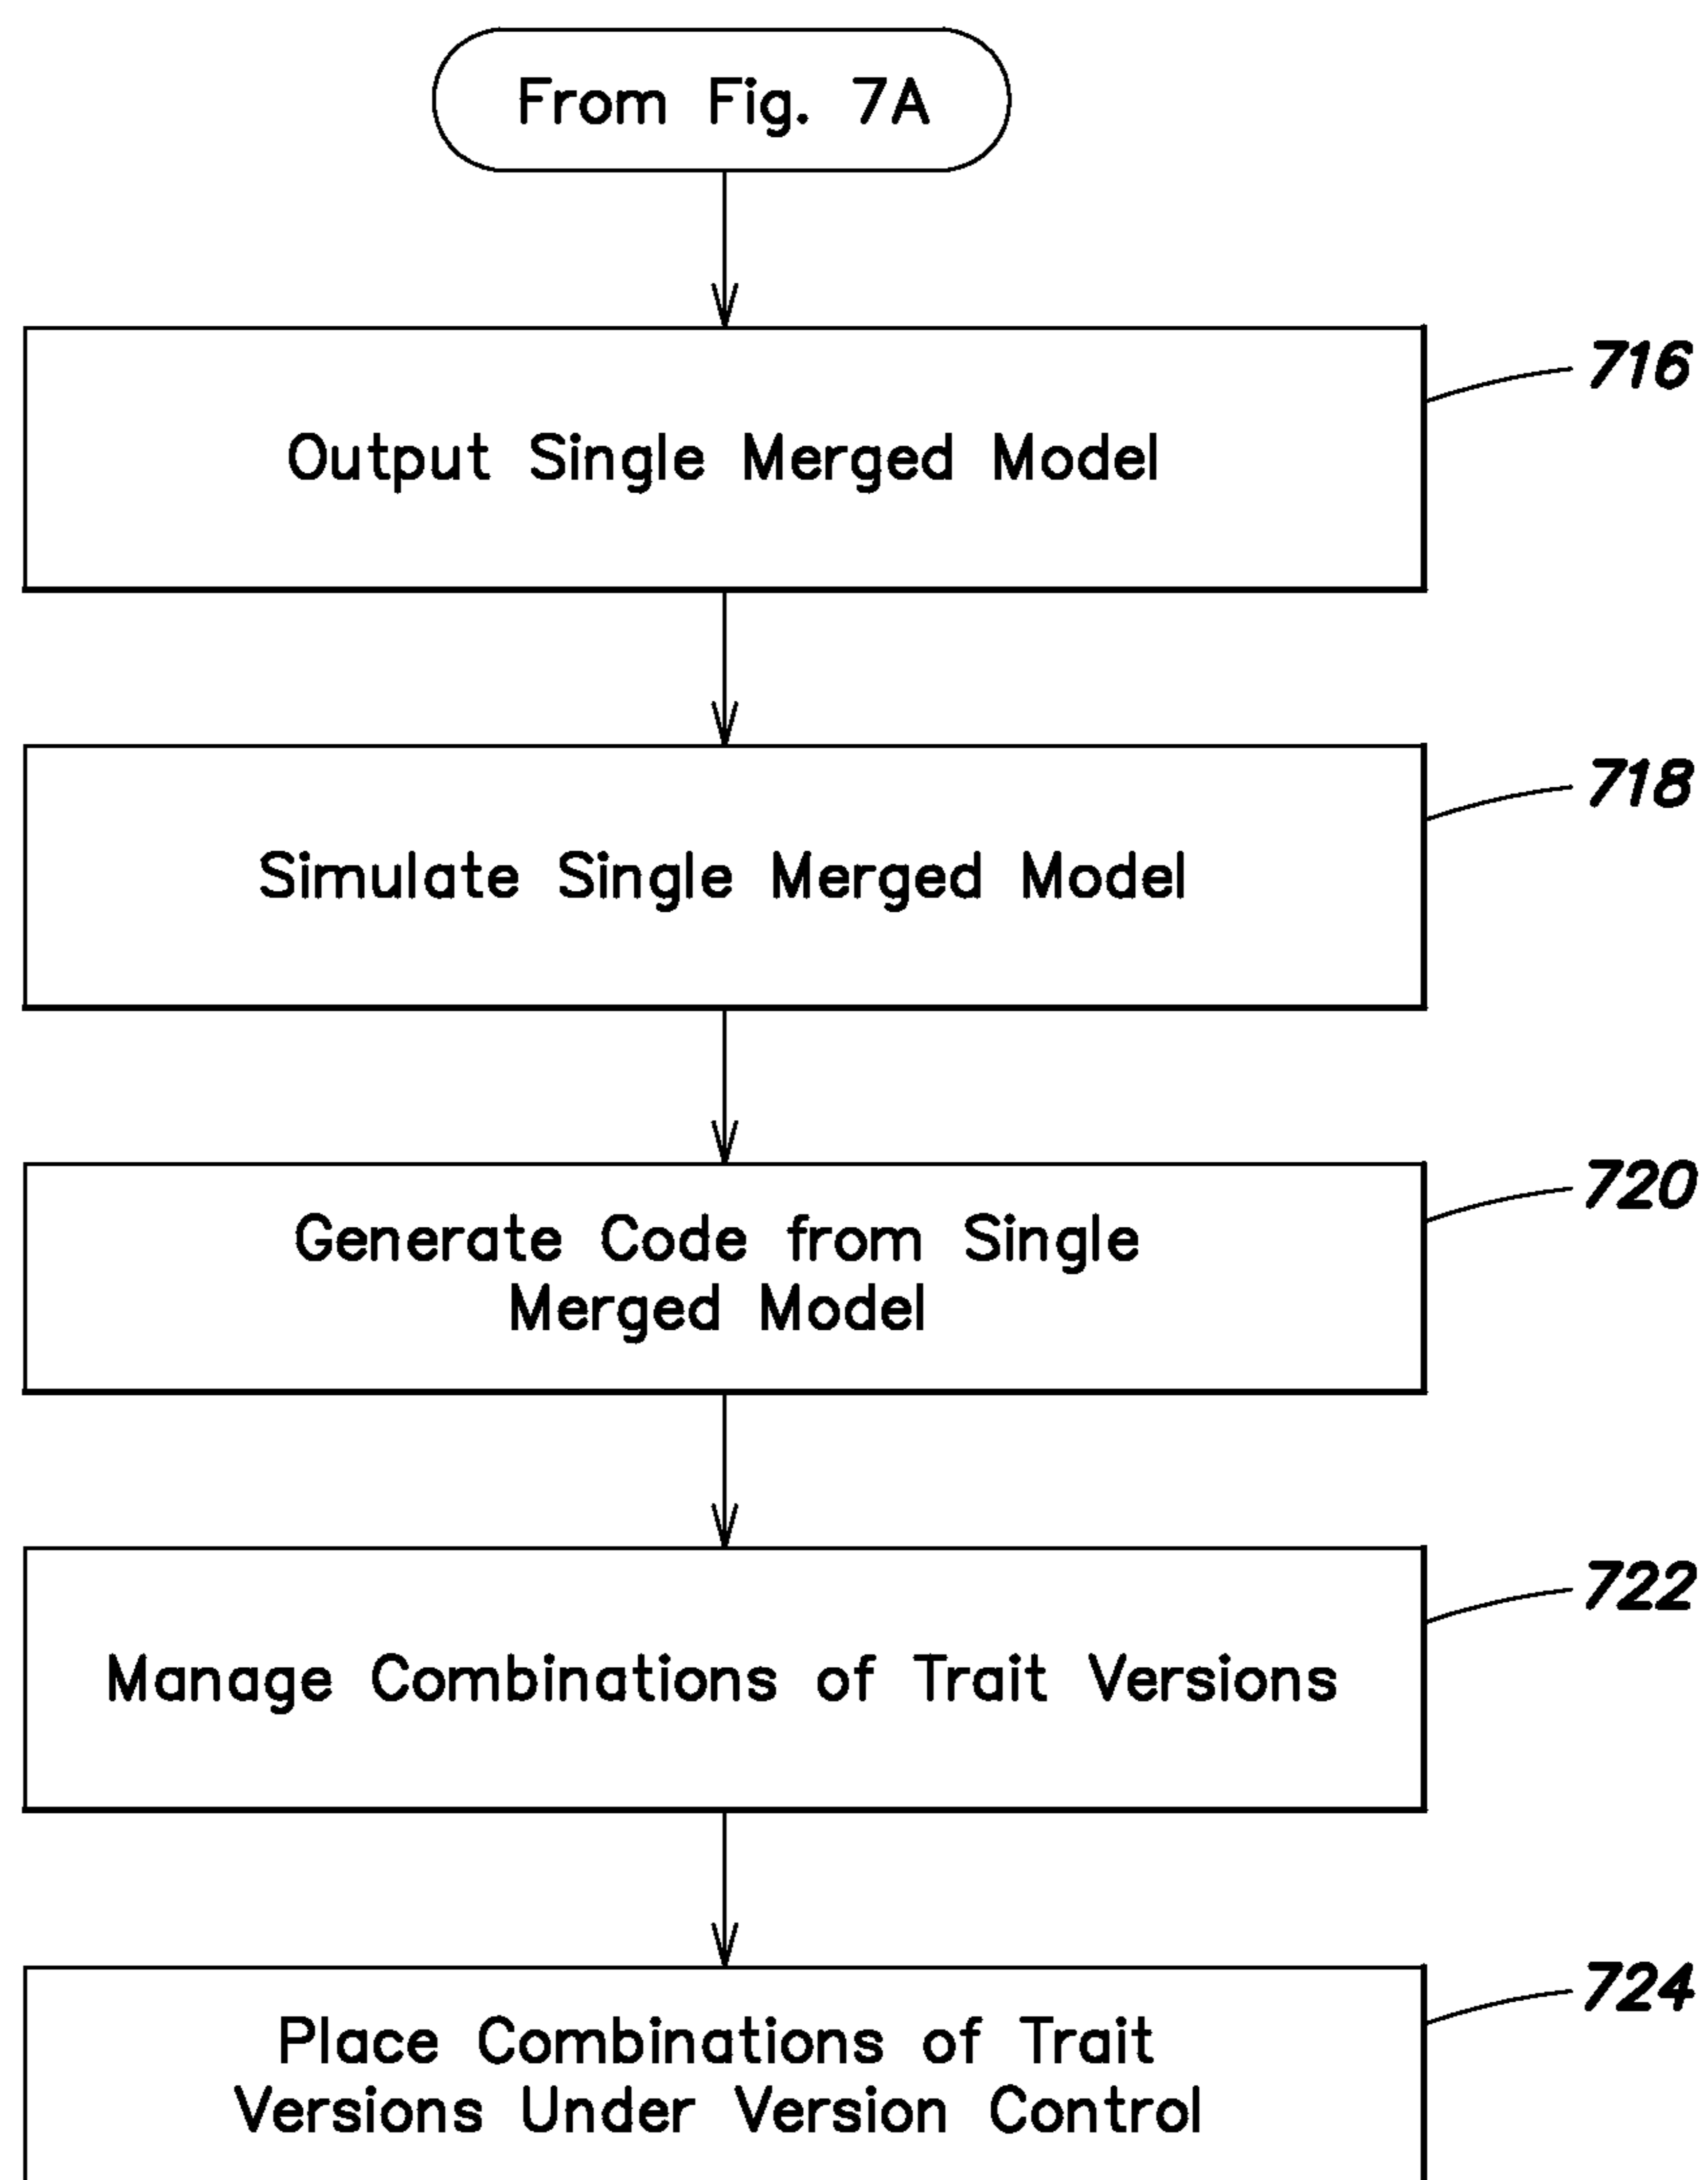 From Fig. 7A
716
Output Single Merged Model
718
Simulate Single Merged Model
720
Generate Code from Single
Merged Model
722
Manage Combinations of Trait Versions
724
Place Combinations of Trait
Versions Under Version Control